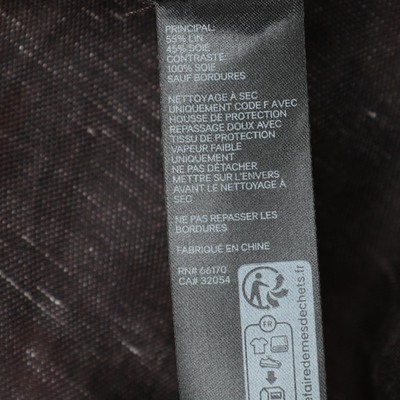 PRINCIPAL:
55% LIN
45% SOIE
CONTRASTE:
100% SOIE
SAUF BORDURES
NETTOYAGE À SEC
UNIQUEMENT CODE F AVEC
HOUSSE DE PROTECTION
REPASSAGE DOUX AVEC
TISSU DE PROTECTION
VAPEUR FAIBLE
UNIQUEMENT
NE PAS DÉTACHER
METTRE SUR L'ENVERS
AVANT LE NETTOYAGE À
SEC
NE PAS REPASSER LES
BORDURES
FABRIQUÉ EN CHINE
RN# 66170
CA# 32054
FR
efairedemesdechets.fr